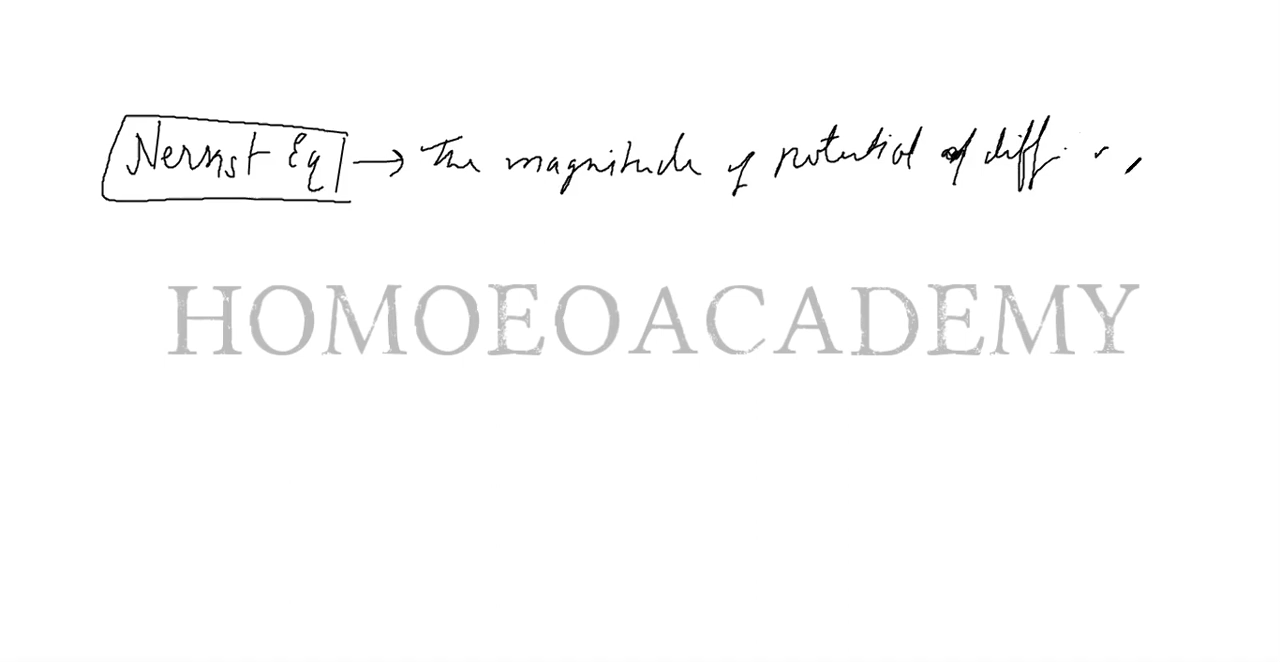 Nernst Eq → The magnitude of potential of diff
HOMOEOACADEMY